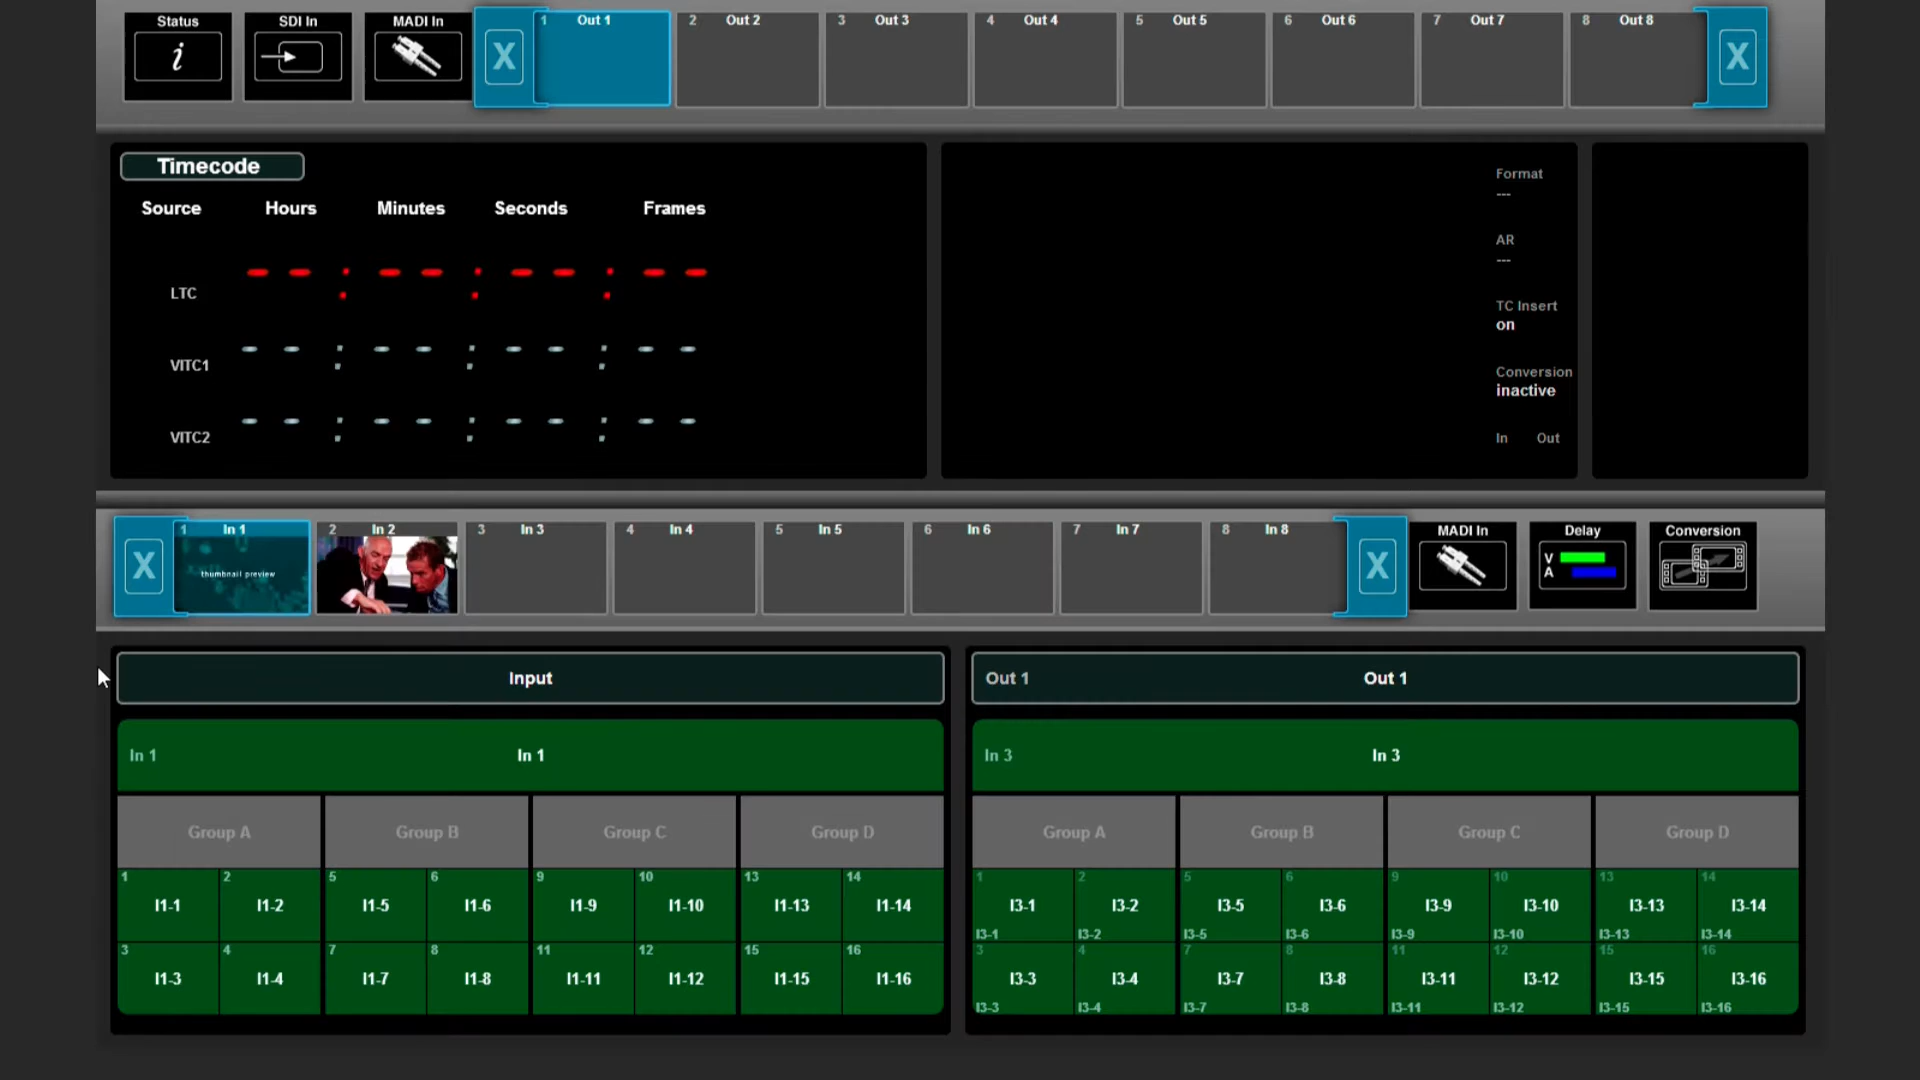 Status SDI In MADI In X 1 Out 1 2 Out 2 3 Out 3 4 Out 4 5 Out 5 6 Out 6 7 Out 7 8 Out 8 X
i
Timecode
Source Hours Minutes Seconds Frames
LTC -- : -- : -- : --
VITC1 -- : -- : -- : --
VITC2 -- : -- : -- : --
Format
---
AR
---
TC Insert
on
Conversion
inactive
In Out
X 1 In 1 2 In 2 3 In 3 4 In 4 5 In 5 6 In 6 7 In 7 8 In 8 X MADI In Delay Conversion
thumbnail preview
V
A
Input
In 1 In 1
Group A Group B Group C Group D
1 2 5 6 9 10 13 14
I1-1 I1-2 I1-5 I1-6 I1-9 I1-10 I1-13 I1-14
3 4 7 8 11 12 15 16
I1-3 I1-4 I1-7 I1-8 I1-11 I1-12 I1-15 I1-16
Out 1 Out 1
In 3 In 3
Group A Group B Group C Group D
1 2 5 6 9 10 13 14
I3-1 I3-2 I3-5 I3-6 I3-9 I3-10 I3-13 I3-14
I3-1 I3-2 I3-5 I3-6 I3-9 I3-10 I3-13 I3-14
3 4 7 8 11 12 15 16
I3-3 I3-4 I3-7 I3-8 I3-11 I3-12 I3-15 I3-16
I3-3 I3-4 I3-7 I3-8 I3-11 I3-12 I3-15 I3-16